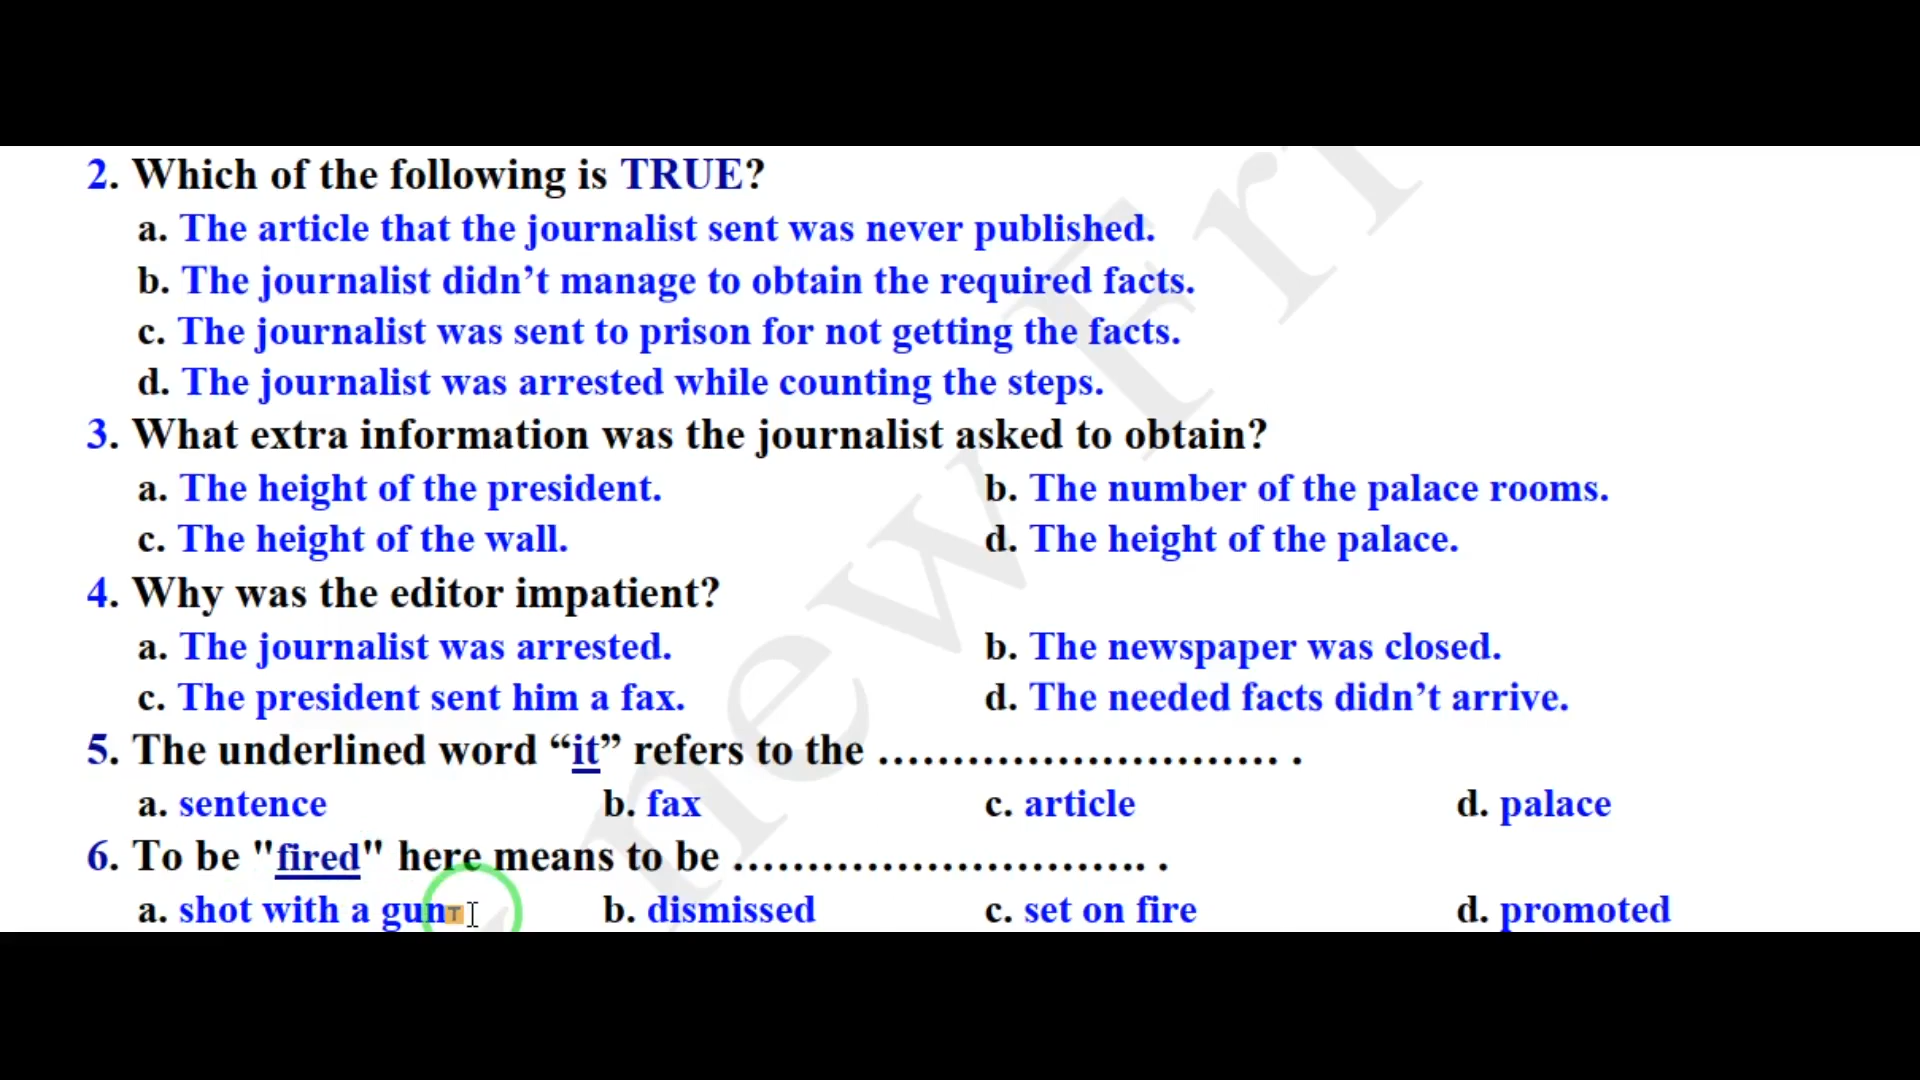 2. Which of the following is TRUE?
a. The article that the journalist sent was never published.
b. The journalist didn’t manage to obtain the required facts.
c. The journalist was sent to prison for not getting the facts.
d. The journalist was arrested while counting the steps.
3. What extra information was the journalist asked to obtain?
a. The height of the president. b. The number of the palace rooms.
c. The height of the wall. d. The height of the palace.
4. Why was the editor impatient?
a. The journalist was arrested. b. The newspaper was closed.
c. The president sent him a fax. d. The needed facts didn’t arrive.
5. The underlined word “it” refers to the ………………………… .
a. sentence b. fax c. article d. palace
6. To be "fired" here means to be ………………………… .
a. shot with a gun b. dismissed c. set on fire d. promoted
new Fri